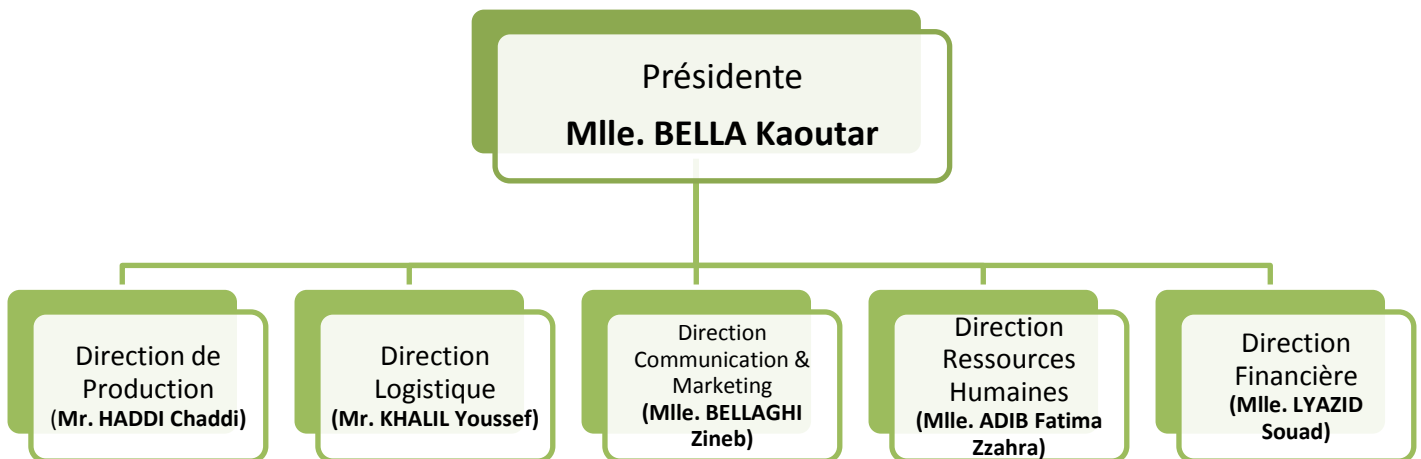 Présidente
Mlle. BELLA Kaoutar
Direction de
Production
(Mr. HADDI Chaddi)
Direction
Logistique
(Mr. KHALIL Youssef)
Direction
Communication &
Marketing
(Mlle. BELLAGHI
Zineb)
Direction
Ressources
Humaines
(Mlle. ADIB Fatima
Zzahra)
Direction
Financière
(Mlle. LYAZID
Souad)